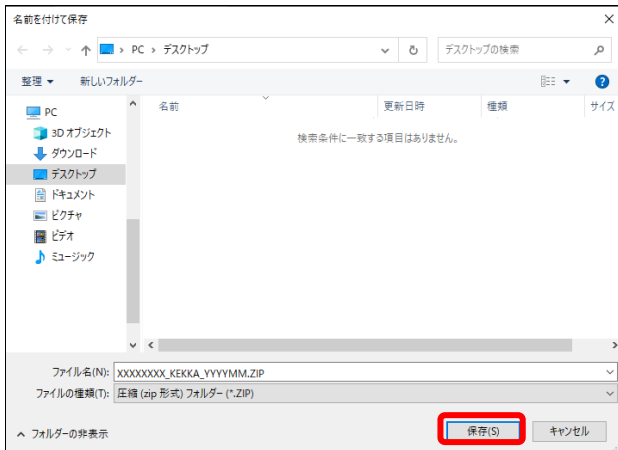 名前を付けて保存
PC › デスクトップ
デスクトップの検索
整理
新しいフォルダー
名前
更新日時
種類
サイズ
検索条件に一致する項目はありません。
PC
3D オブジェクト
ダウンロード
デスクトップ
ドキュメント
ピクチャ
ビデオ
ミュージック
ファイル名(N): XXXXXXXX_KEKKA_YYYYMM.ZIP
ファイルの種類(T): 圧縮 (zip 形式) フォルダー (*.ZIP)
フォルダーの非表示
保存(S)
キャンセル